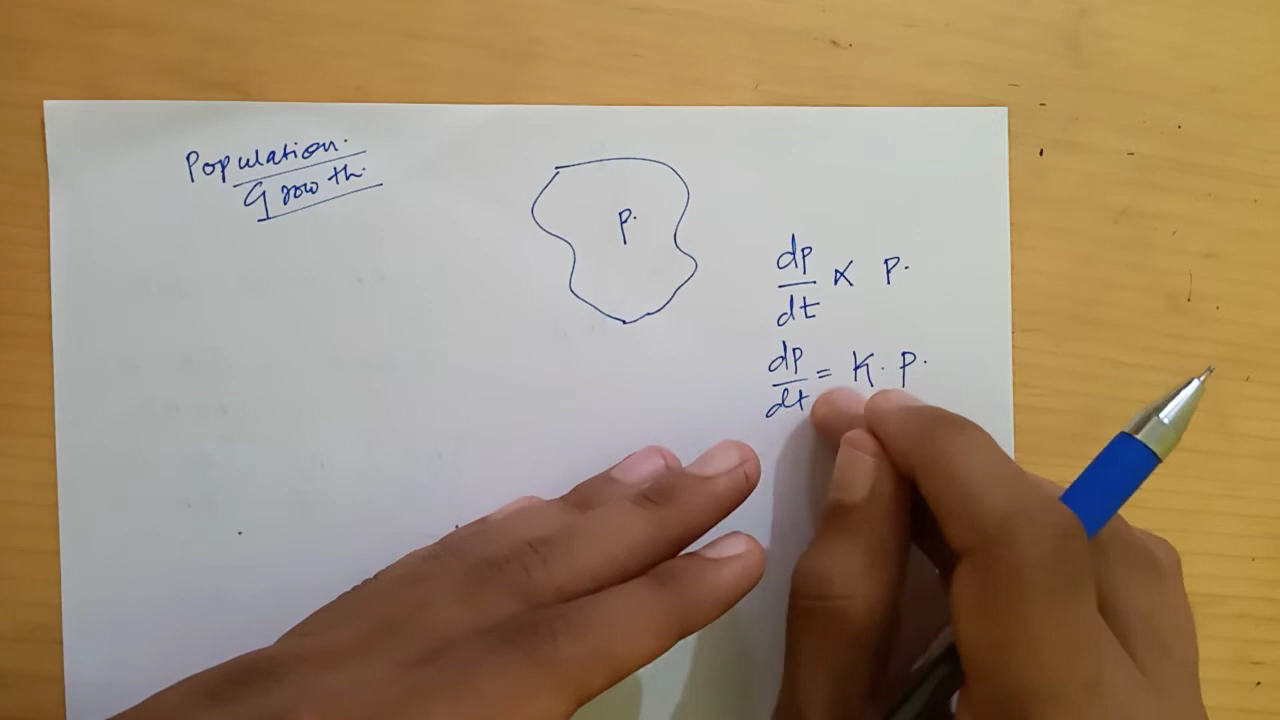 Population.
Growth.
P.
dp/dt ∝ P.
dp/dt = K. P.